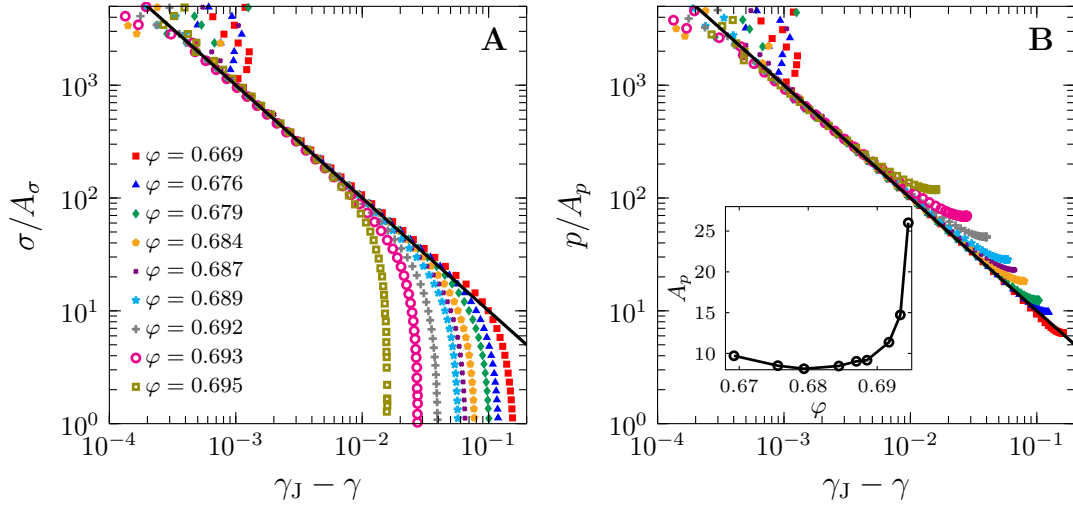 A
10^3
10^2
10^1
10^0
σ/A_σ
φ = 0.669
φ = 0.676
φ = 0.679
φ = 0.684
φ = 0.687
φ = 0.689
φ = 0.692
φ = 0.693
φ = 0.695
10^-4 10^-3 10^-2 10^-1
γ_J − γ
B
10^3
10^2
10^1
10^0
p/A_p
25
20
15
10
A_p
0.67 0.68 0.69
φ
10^-4 10^-3 10^-2 10^-1
γ_J − γ